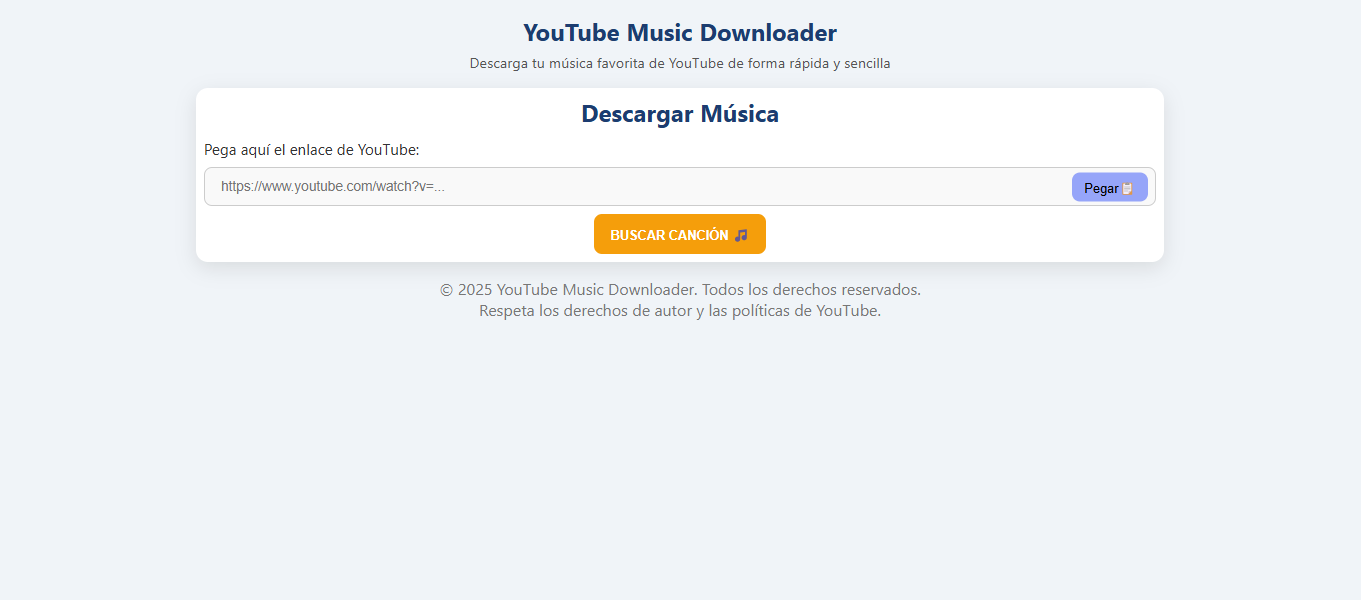 YouTube Music Downloader
Descarga tu música favorita de YouTube de forma rápida y sencilla
Descargar Música
Pega aquí el enlace de YouTube:
https://www.youtube.com/watch?v=...
Pegar📋
BUSCAR CANCIÓN 🎵
© 2025 YouTube Music Downloader. Todos los derechos reservados.
Respeta los derechos de autor y las políticas de YouTube.